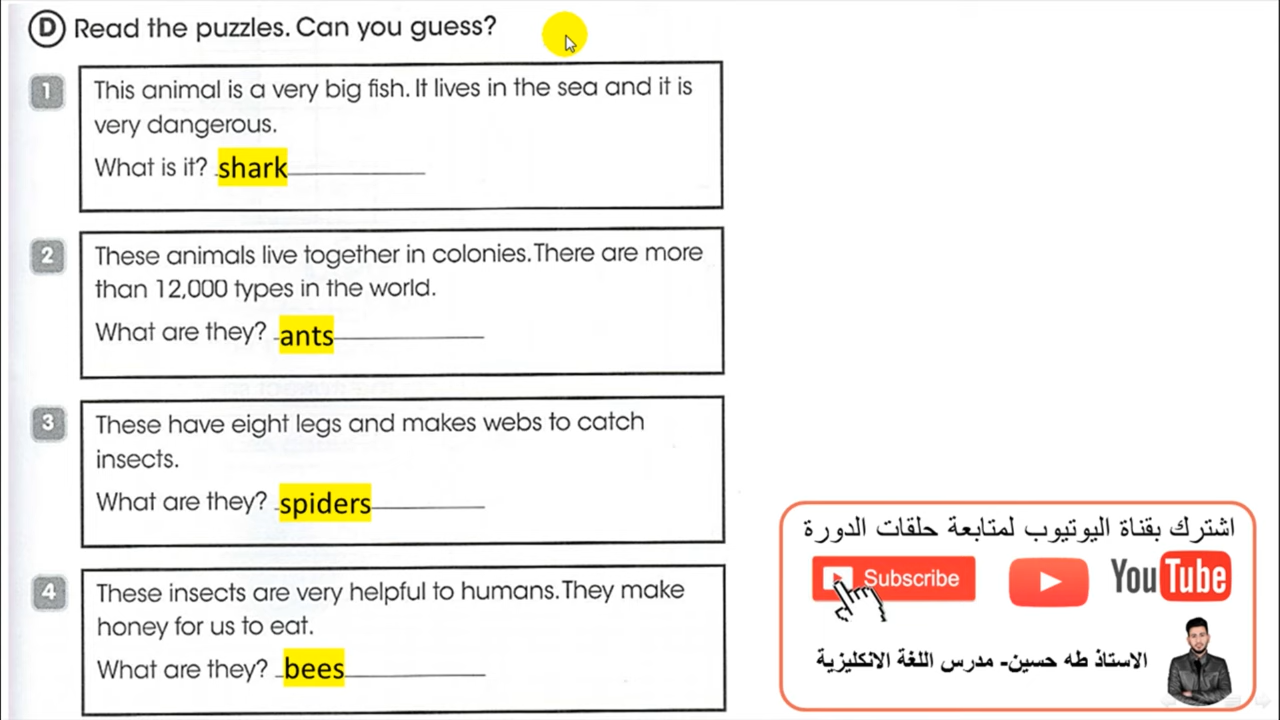 D Read the puzzles. Can you guess?
1
This animal is a very big fish. It lives in the sea and it is
very dangerous.
What is it? shark
2
These animals live together in colonies. There are more
than 12,000 types in the world.
What are they? ants
3
These have eight legs and makes webs to catch
insects.
What are they? spiders
4
These insects are very helpful to humans. They make
honey for us to eat.
What are they? bees
اشترك بقناة اليوتيوب لمتابعة حلقات الدورة
Subscribe
YouTube
الاستاذ طه حسين- مدرس اللغة الانكليزية